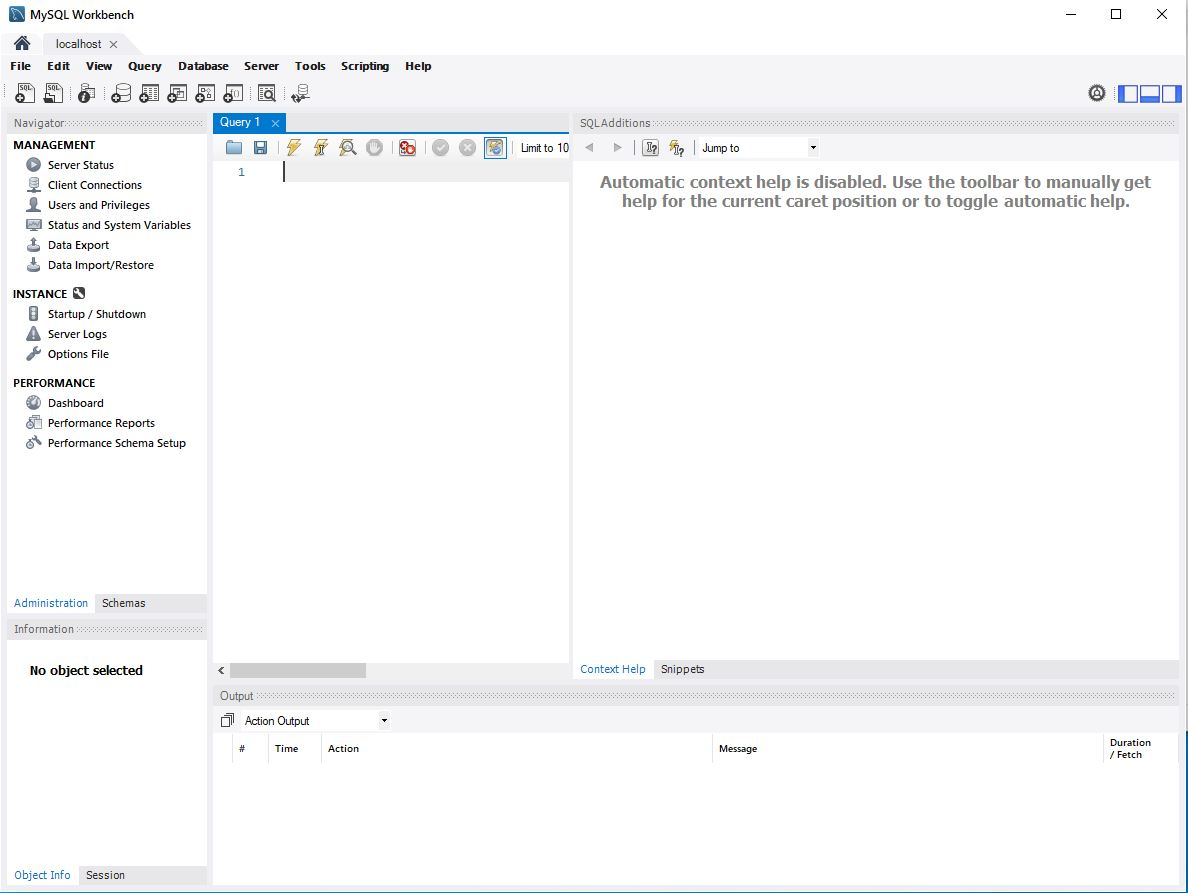 MySQL Workbench
localhost
File Edit View Query Database Server Tools Scripting Help
Navigator
MANAGEMENT
Server Status
Client Connections
Users and Privileges
Status and System Variables
Data Export
Data Import/Restore
INSTANCE
Startup / Shutdown
Server Logs
Options File
PERFORMANCE
Dashboard
Performance Reports
Performance Schema Setup
Administration Schemas
Information
No object selected
Object Info Session
Query 1
Limit to 10
1
SQLAdditions
Jump to
Automatic context help is disabled. Use the toolbar to manually get
help for the current caret position or to toggle automatic help.
Context Help Snippets
Output
Action Output
# Time Action Message Duration
/ Fetch